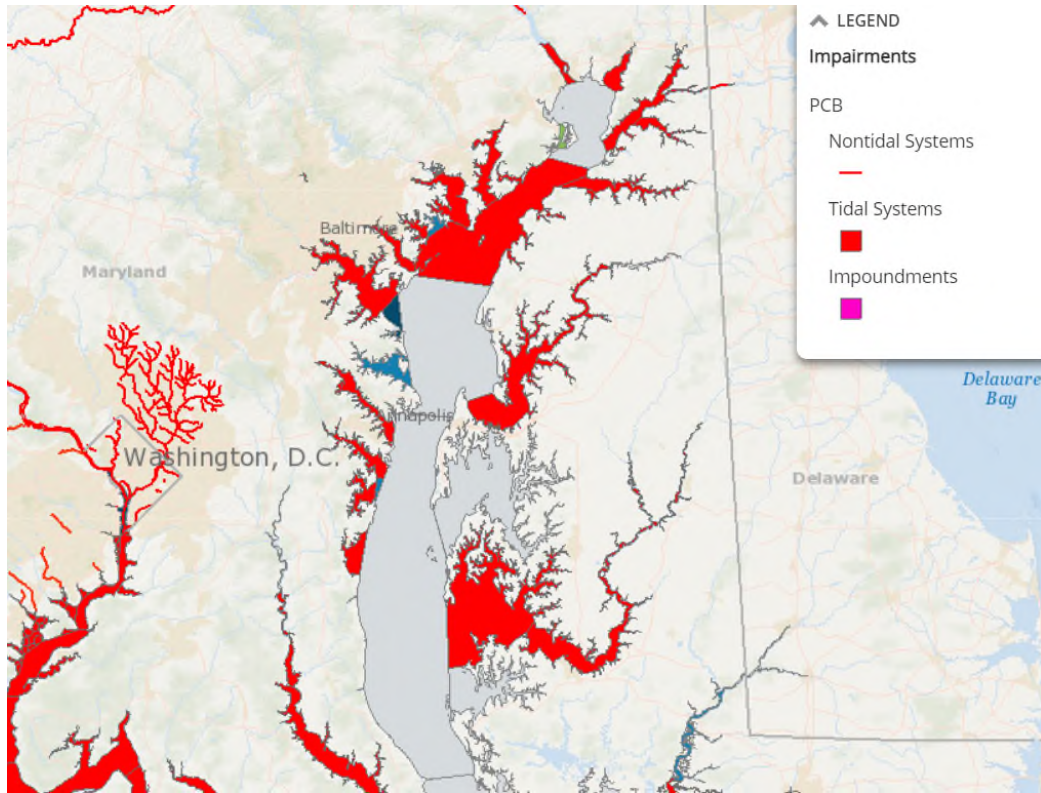 LEGEND
Impairments
PCB
Nontidal Systems
Tidal Systems
Impoundments
Baltimore
Maryland
Delaware
Bay
Annapolis
Washington, D.C.
Delaware